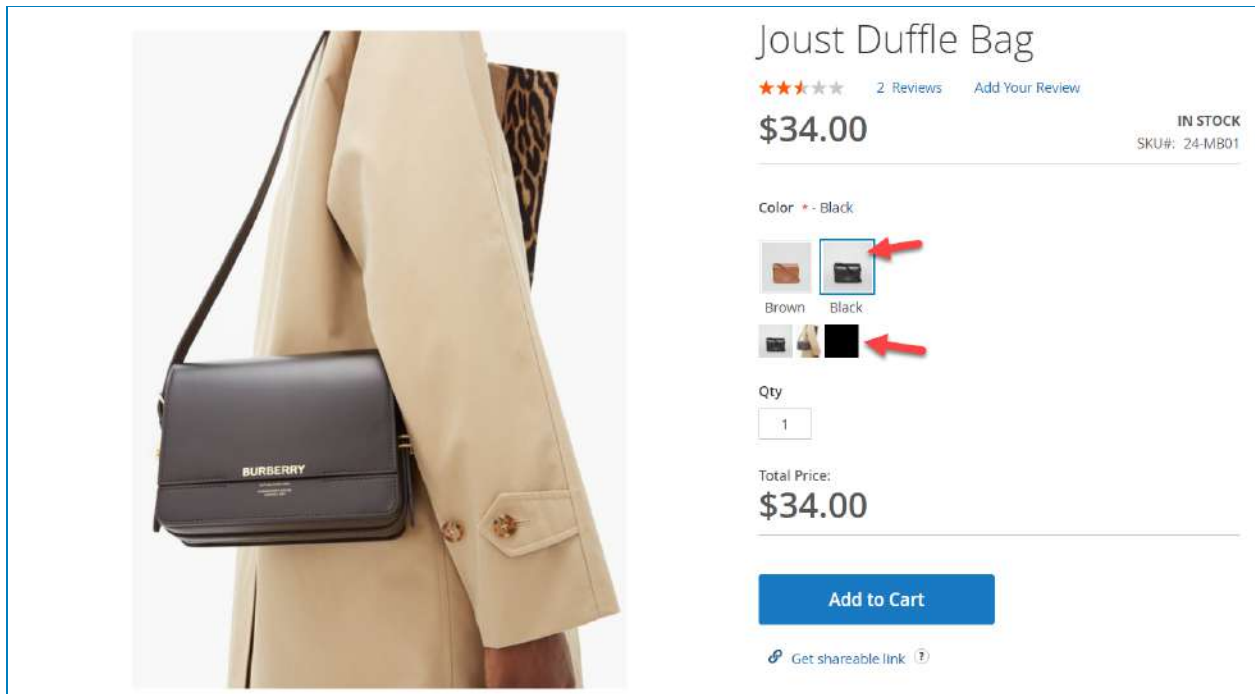 Joust Duffle Bag
2 Reviews Add Your Review
$34.00
IN STOCK
SKU#: 24-MB01
Color * - Black
Brown Black
Qty
1
Total Price:
$34.00
Add to Cart
Get shareable link ?
BURBERRY